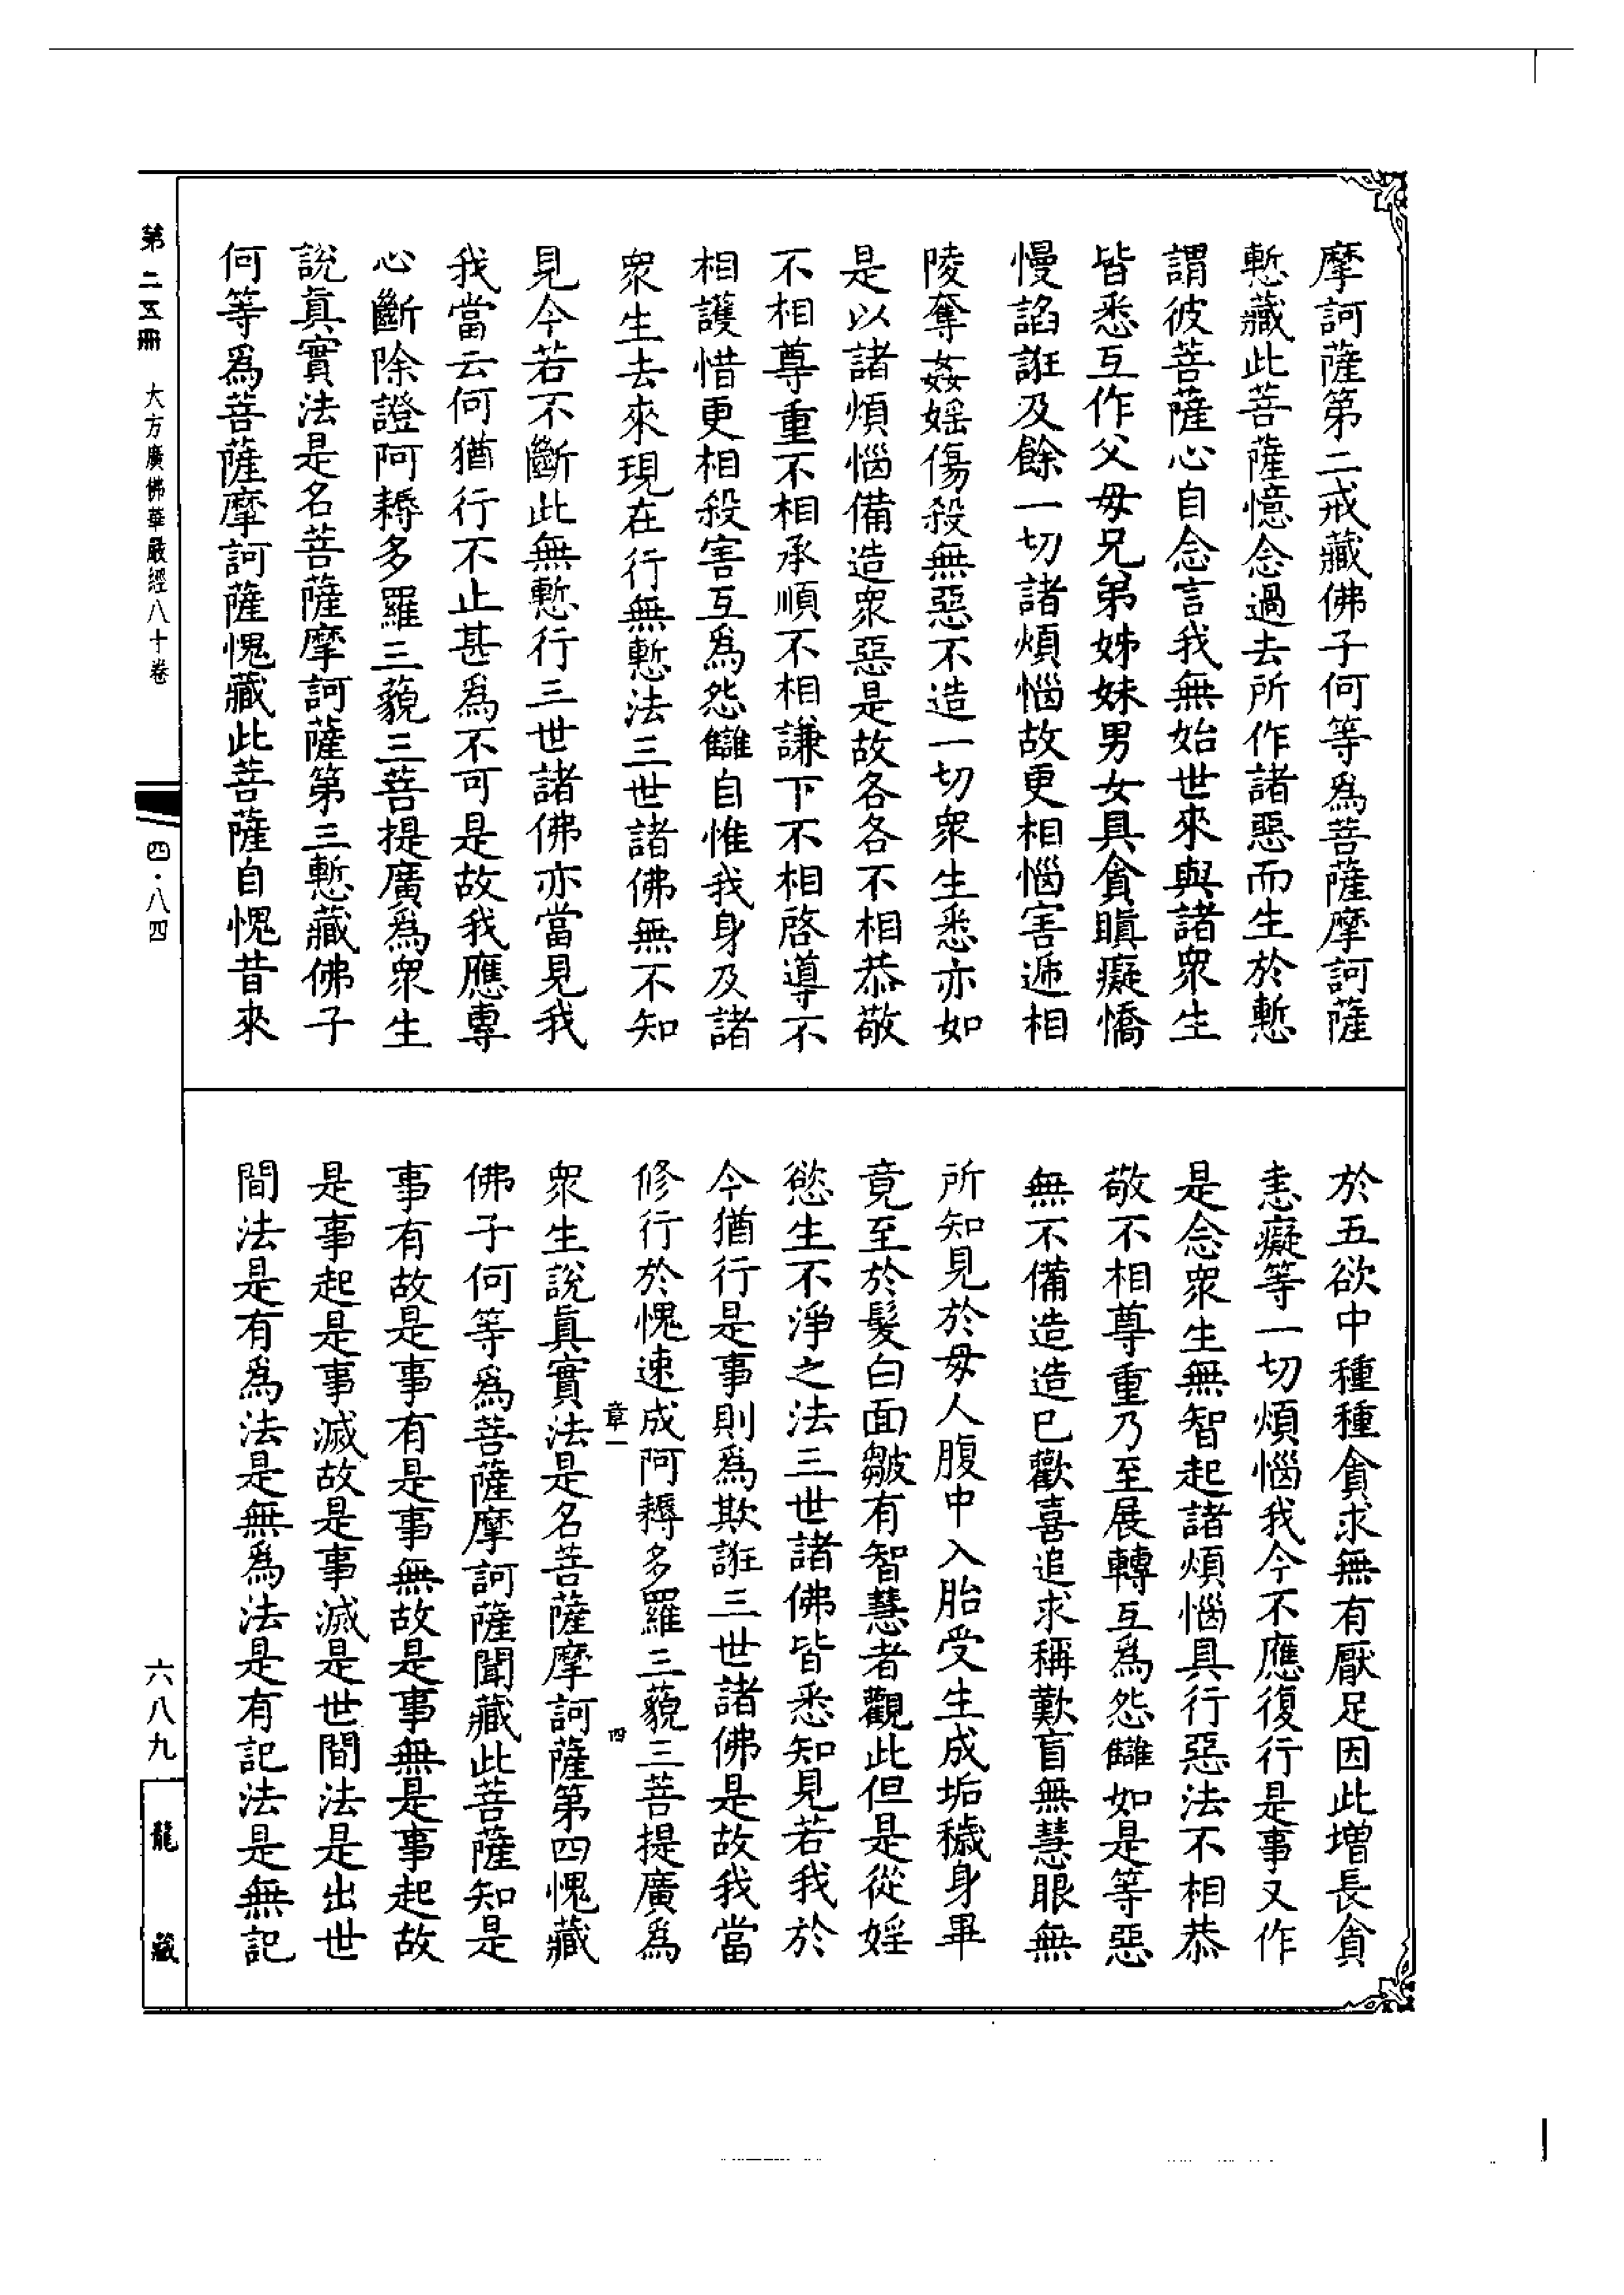 摩訶薩第二戒藏佛子何等爲菩薩摩訶薩
慙藏此菩薩憶念過去所作諸惡而生於慙
謂彼菩薩心自念言我無始世來與諸衆生
皆悉互作父母兄弟姊妹男女具貪瞋癡憍
慢諂誑及餘一切諸煩惱故更相惱害遞相
陵奪姦婬傷殺無惡不造一切衆生悉亦如
是以諸煩惱備造衆惡是故各各不相恭敬
不相尊重不相承順不相謙下不相啓導不
相護惜更相殺害互爲怨讎自惟我身及諸
衆生去來現在行無慙法三世諸佛無不知
見今若不斷此無慙行三世諸佛亦當見我
我當云何猶行不止甚爲不可是故我應專
心斷除證阿耨多羅三藐三菩提廣爲衆生
說眞實法是名菩薩摩訶薩第三慙藏佛子
何等爲菩薩摩訶薩愧藏此菩薩自愧昔來
於五欲中種種貪求無有厭足因此增長貪
恚癡等一切煩惱我今不應復行是事又作
是念衆生無智起諸煩惱具行惡法不相恭
敬不相尊重乃至展轉互爲怨讎如是等惡
無不備造造已歡喜追求稱歎盲無慧眼無
所知見於母人腹中入胎受生成垢穢身畢
竟至於髮白面皺有智慧者觀此但是從婬
慾生不淨之法三世諸佛皆悉知見若我於
今猶行是事則爲欺誑三世諸佛是故我當
修行於愧速成阿耨多羅三藐三菩提廣爲
章一 四
衆生說眞實法是名菩薩摩訶薩第四愧藏
佛子何等爲菩薩摩訶薩聞藏此菩薩知是
事有故是事有是事無故是事無是事起故
是事起是事滅故是事滅是世間法是出世
間法是有爲法是無爲法是有記法是無記
第二五冊 大方廣佛華嚴經八十卷
四·八四
六八九
龍藏